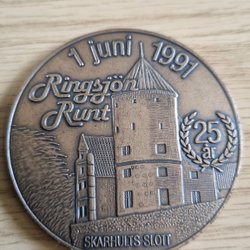 1 juni 1991
Ringsjön
Runt
25
år
SKARHULTS SLOTT